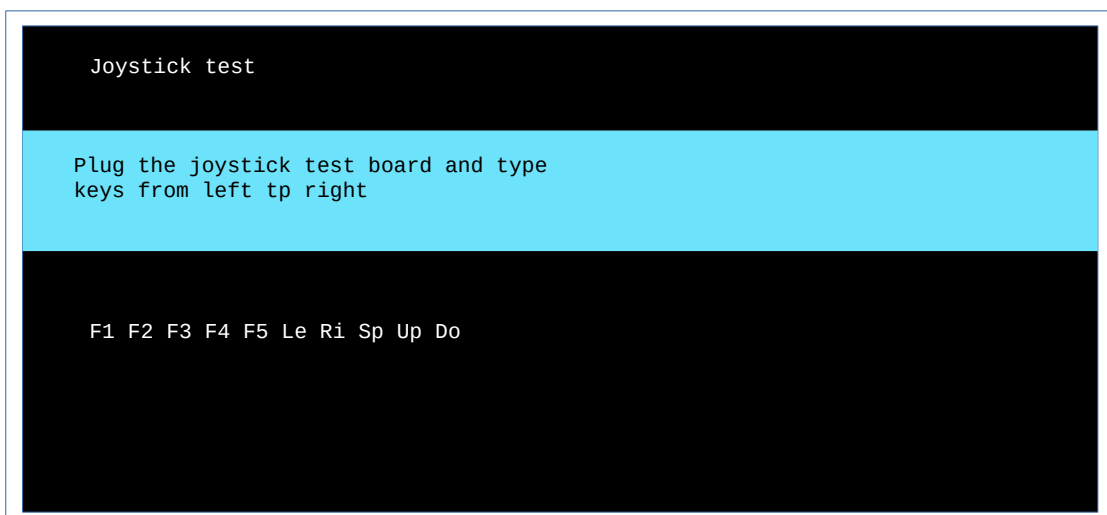 Joystick test
Plug the joystick test board and type
keys from left tp right
F1 F2 F3 F4 F5 Le Ri Sp Up Do